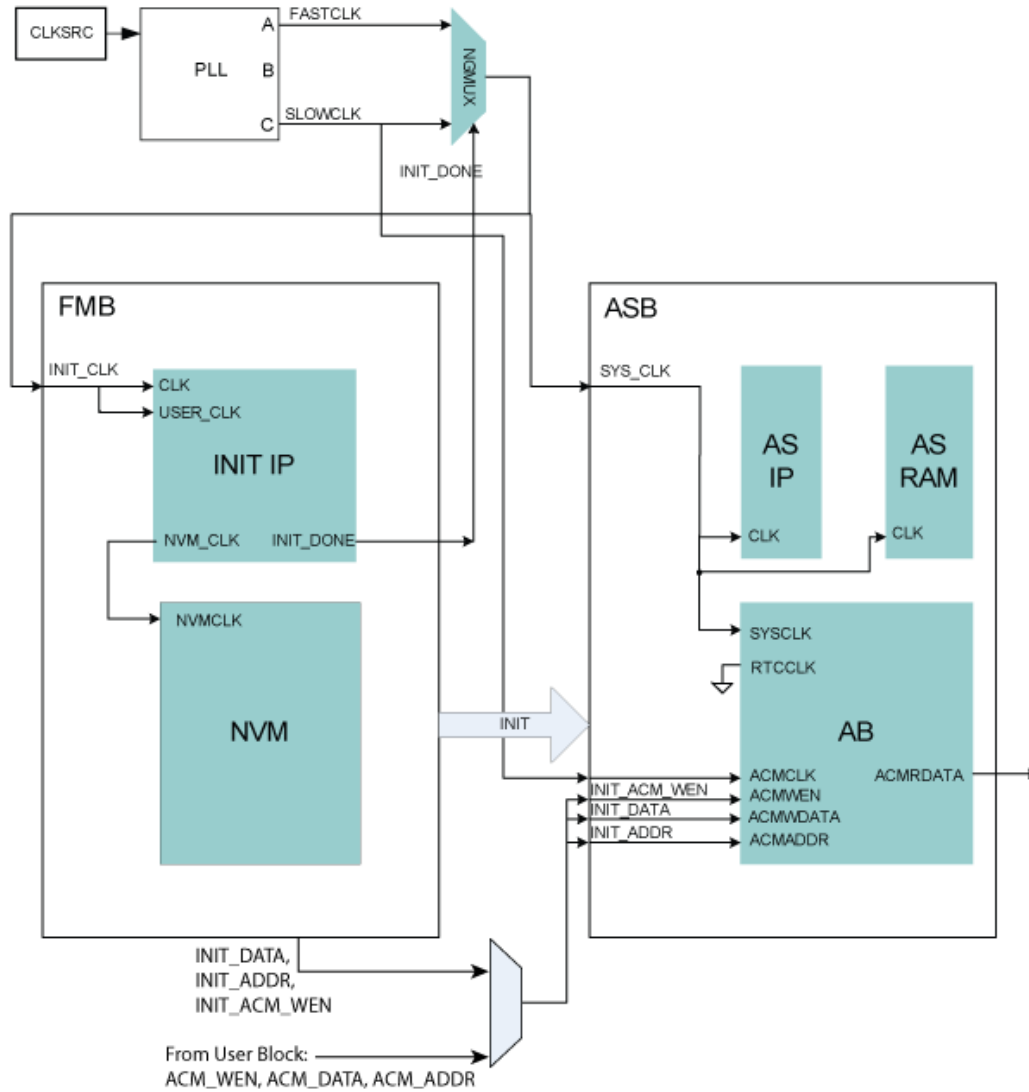 CLKSRC
PLL
A
FASTCLK
B
C
SLOWCLK
NGMUX
INIT_DONE
FMB
INIT_CLK
CLK
USER_CLK
INIT IP
NVM_CLK
INIT_DONE
NVMCLK
NVM
INIT
ASB
SYS_CLK
AS
IP
CLK
AS
RAM
CLK
SYSCLK
RTCCLK
AB
ACMCLK
ACMRDATA
INIT_ACM_WEN
ACMWEN
INIT_DATA
ACMWDATA
INIT_ADDR
ACMADDR
INIT_DATA,
INIT_ADDR,
INIT_ACM_WEN
From User Block:
ACM_WEN, ACM_DATA, ACM_ADDR